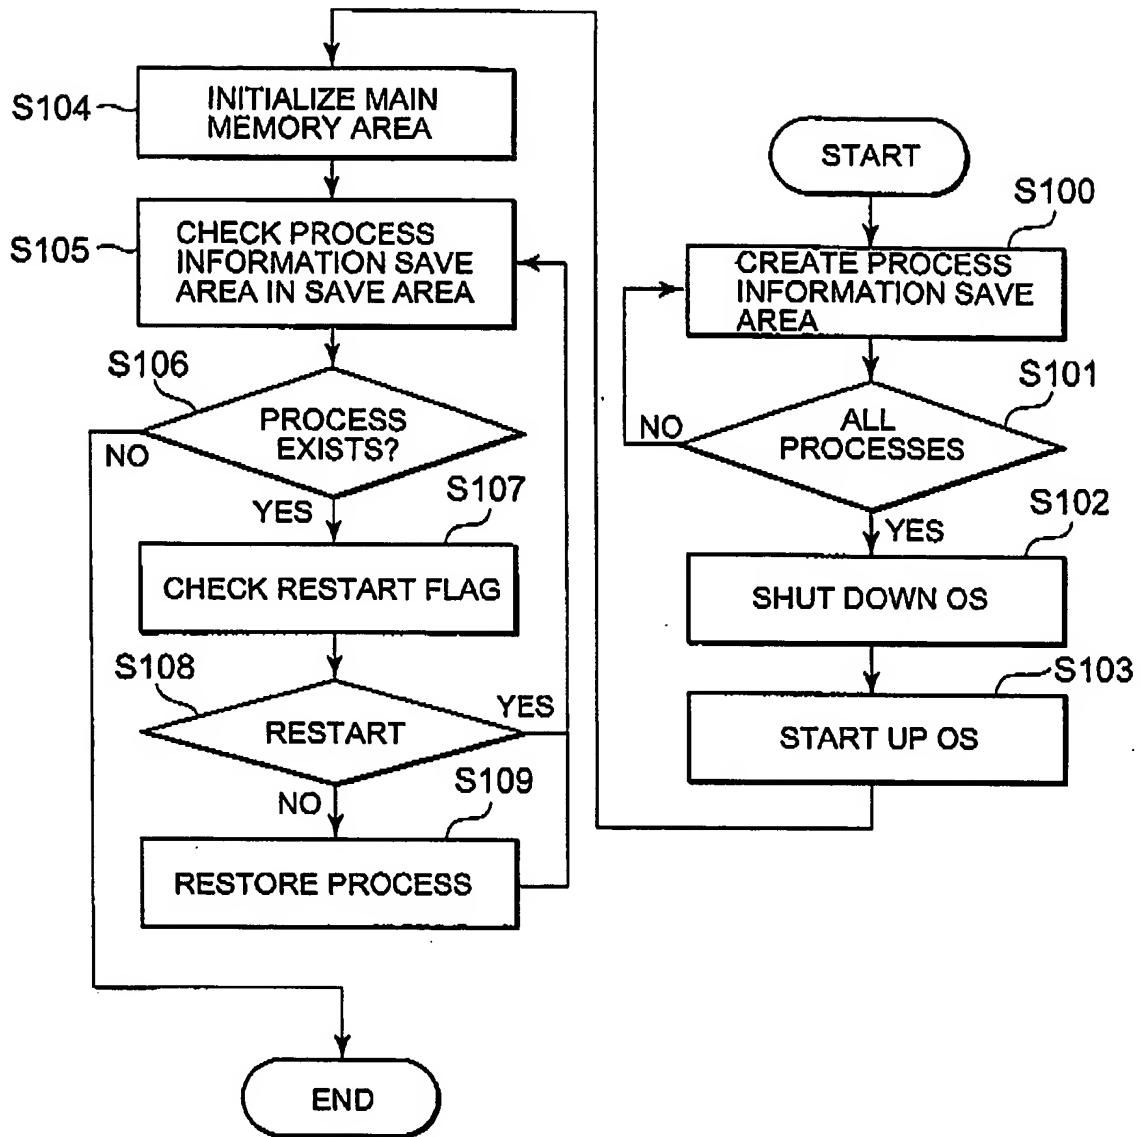 START
S100
CREATE PROCESS
INFORMATION SAVE
AREA
S101
ALL
PROCESSES
NO
YES
S102
SHUT DOWN OS
S103
START UP OS
S104
INITIALIZE MAIN
MEMORY AREA
S105
CHECK PROCESS
INFORMATION SAVE
AREA IN SAVE AREA
S106
PROCESS
EXISTS?
NO
YES
S107
CHECK RESTART FLAG
S108
RESTART
YES
NO
S109
RESTORE PROCESS
END